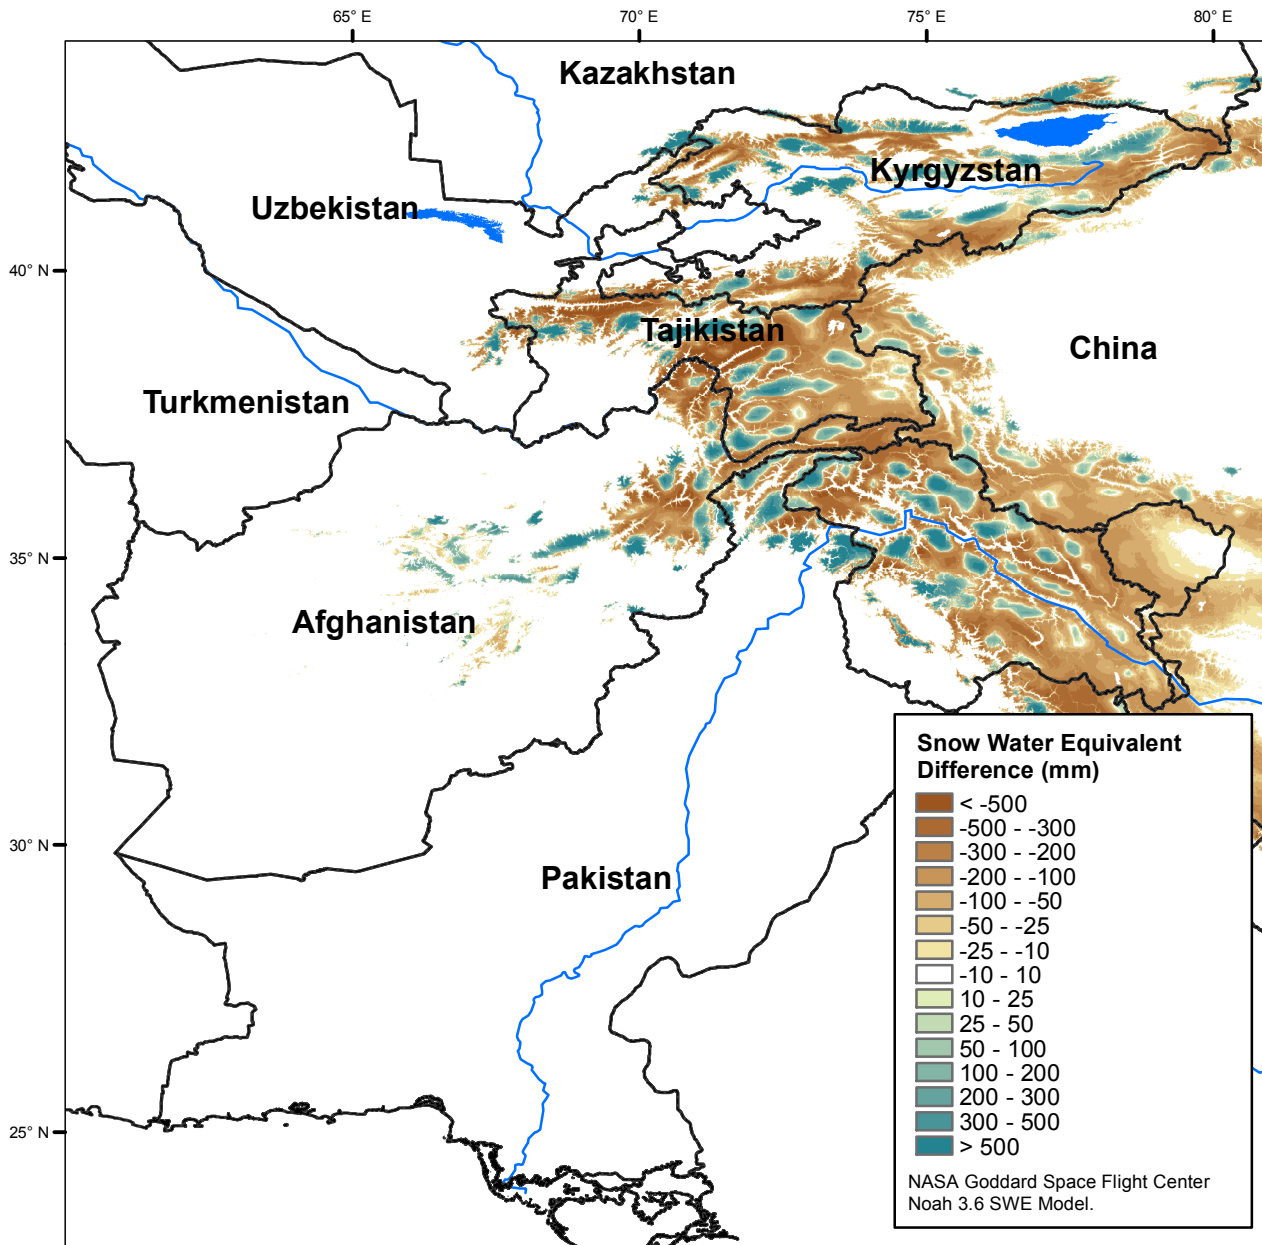 65° E
70° E
75° E
80° E
Kazakhstan
Kyrgyzstan
Uzbekistan
40° N
Tajikistan
China
Turkmenistan
35° N
Afghanistan
Snow Water Equivalent
Difference (mm)
< -500
-500 - -300
-300 - -200
-200 - -100
-100 - -50
-50 - -25
-25 - -10
-10 - 10
10 - 25
25 - 50
50 - 100
100 - 200
200 - 300
300 - 500
> 500
NASA Goddard Space Flight Center
Noah 3.6 SWE Model.
30° N
Pakistan
25° N